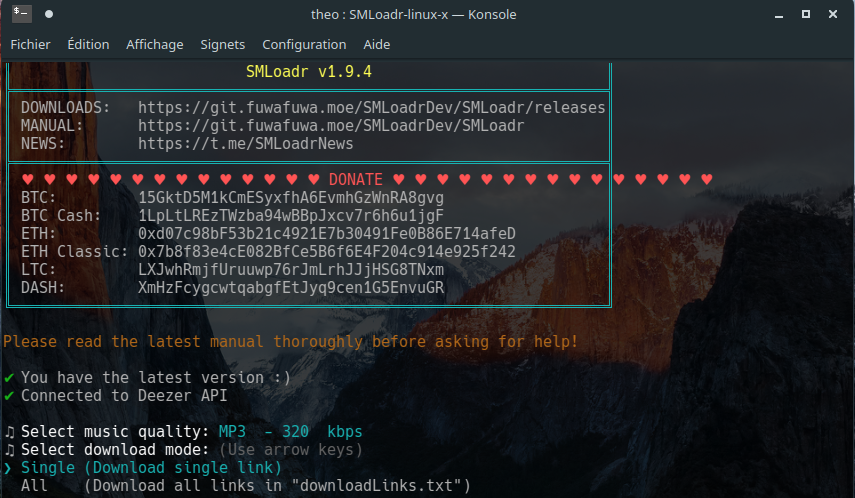 theo : SMLoadr-linux-x — Konsole
Fichier Édition Affichage Signets Configuration Aide
SMLoadr v1.9.4
DOWNLOADS: https://git.fuwafuwa.moe/SMLoadrDev/SMLoadr/releases
MANUAL: https://git.fuwafuwa.moe/SMLoadrDev/SMLoadr
NEWS: https://t.me/SMLoadrNews
♥ ♥ ♥ ♥ ♥ ♥ ♥ ♥ ♥ ♥ ♥ ♥ ♥ ♥ DONATE ♥ ♥ ♥ ♥ ♥ ♥ ♥ ♥ ♥ ♥ ♥ ♥ ♥ ♥ ♥
BTC: 15GktD5M1kCmESyxfhA6EvmhGzWnRA8gvg
BTC Cash: 1LpLtLREzTWzba94wBBpJxcv7r6h6u1jgF
ETH: 0xd07c98bF53b21c4921E7b30491Fe0B86E714afeD
ETH Classic: 0x7b8f83e4cE082BfCe5B6f6E4F204c914e925f242
LTC: LXJwhRmjfUruuwp76rJmLrhJJjHSG8TNxm
DASH: XmHzFcygcwtqabgfEtJyq9cen1G5EnvuGR
Please read the latest manual thoroughly before asking for help!
✔ You have the latest version :)
✔ Connected to Deezer API
♫ Select music quality: MP3 - 320 kbps
♫ Select download mode: (Use arrow keys)
❯ Single (Download single link)
All (Download all links in "downloadLinks.txt")